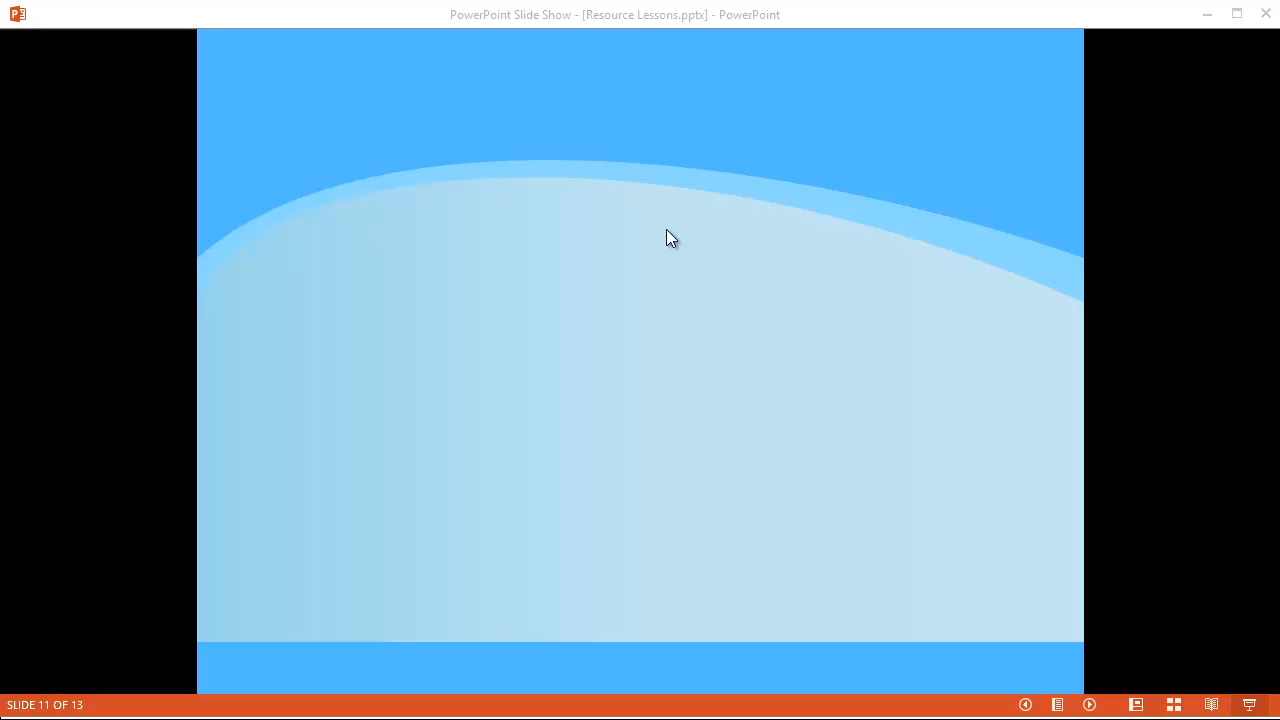 PowerPoint Slide Show - [Resource Lessons.pptx] - PowerPoint
SLIDE 11 OF 13